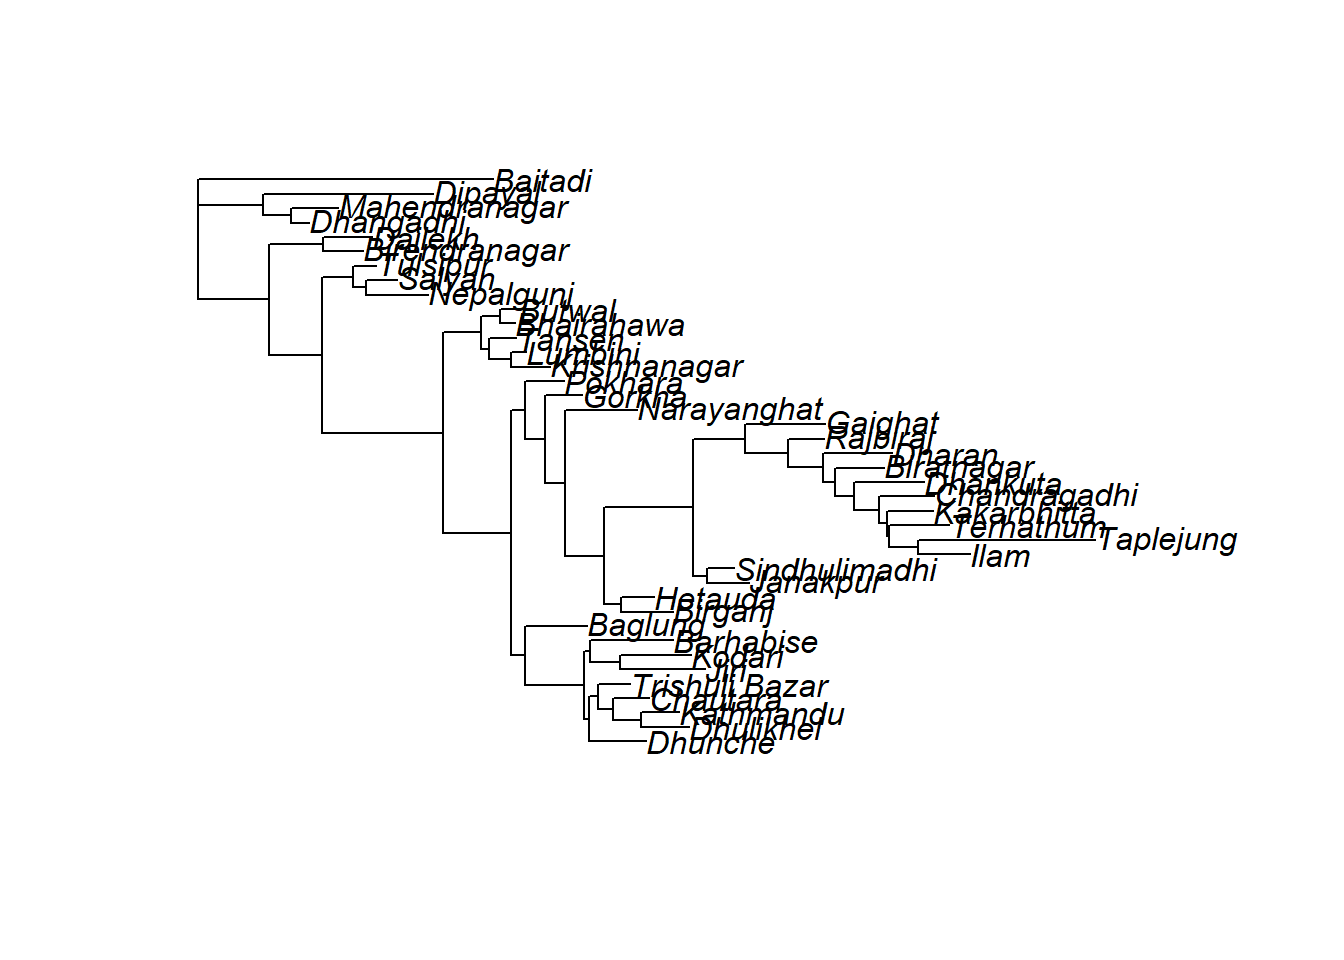 Baitadi
Dipayal
Mahendranagar
Dhangadhi
Dailekh
Birendranagar
Tulsipur
Salyan
Nepalgunj
Butwal
Bhairahawa
Tansen
Lumbini
Krishnanagar
Pokhara
Gorkha
Narayanghat
Gaighat
Rajbiraj
Dharan
Biratnagar
Dhankuta
Chandragadhi
Kakarbhitta
Terhathum
Taplejung
Ilam
Sindhulimadhi
Janakpur
Hetauda
Birganj
Baglung
Barhabise
Kodari
Jiri
Trishuli Bazar
Chautara
Kathmandu
Dhulikhel
Dhunche